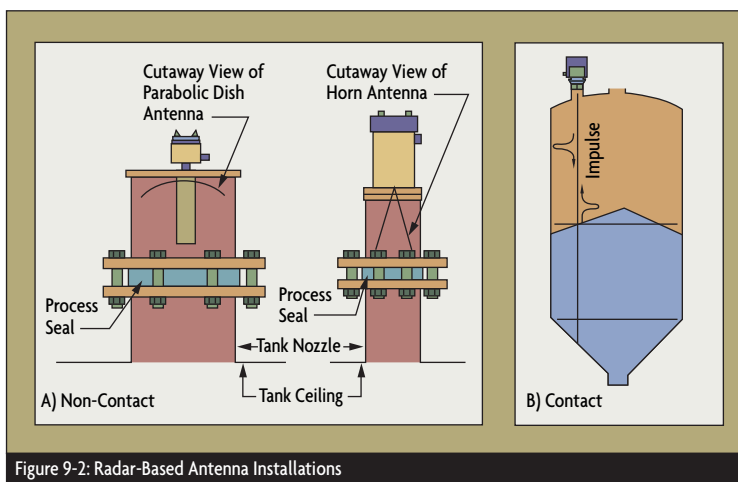 Cutaway View of
Parabolic Dish
Antenna
Cutaway View of
Horn Antenna
Process
Seal
Process
Seal
Tank Nozzle
Tank Ceiling
A) Non-Contact
Impulse
B) Contact
Figure 9-2: Radar-Based Antenna Installations